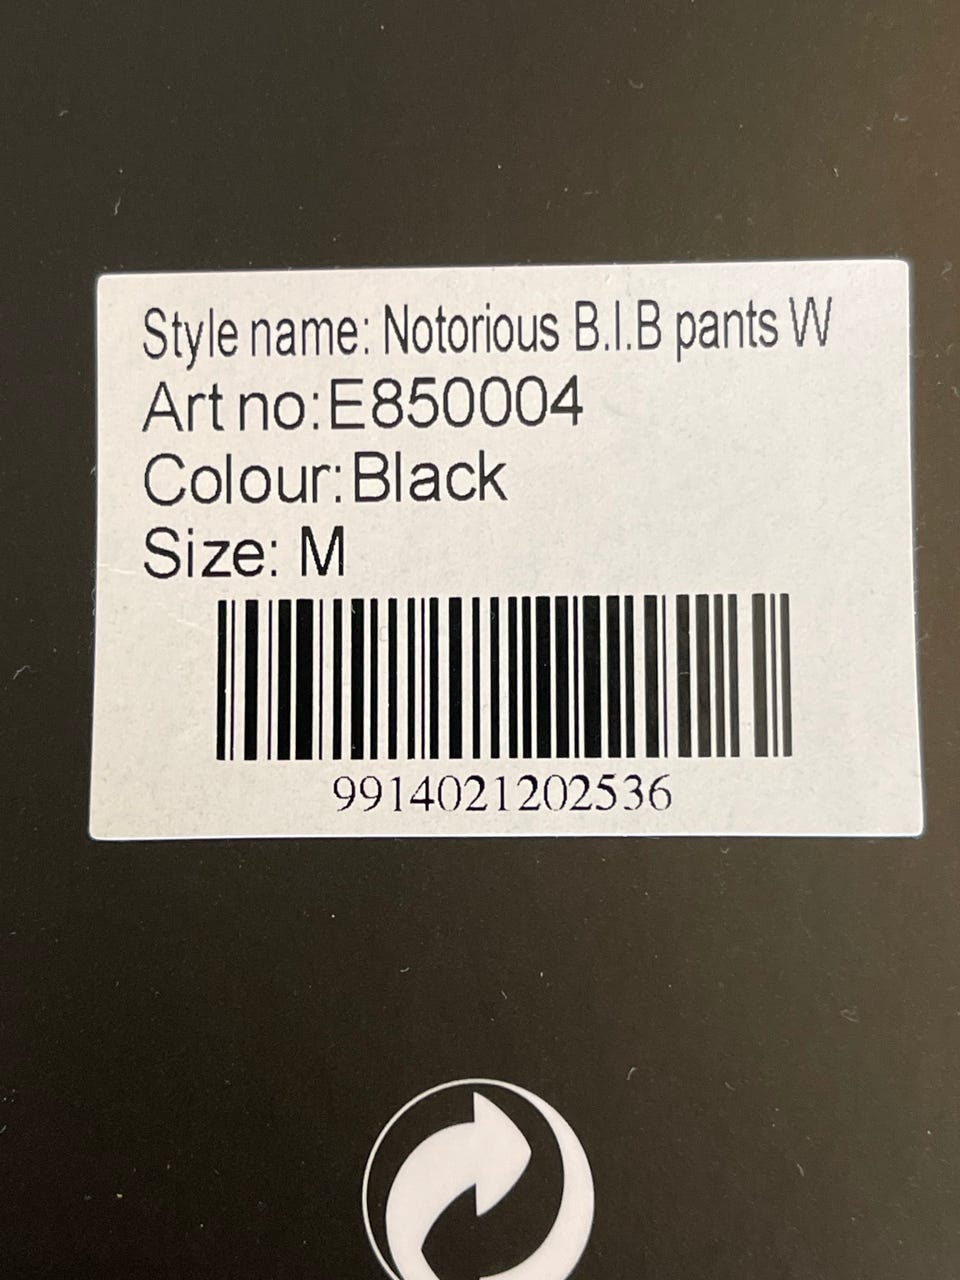 Style name: Notorious B.I.B pants W
Art no:E850004
Colour:Black
Size: M
9914021202536